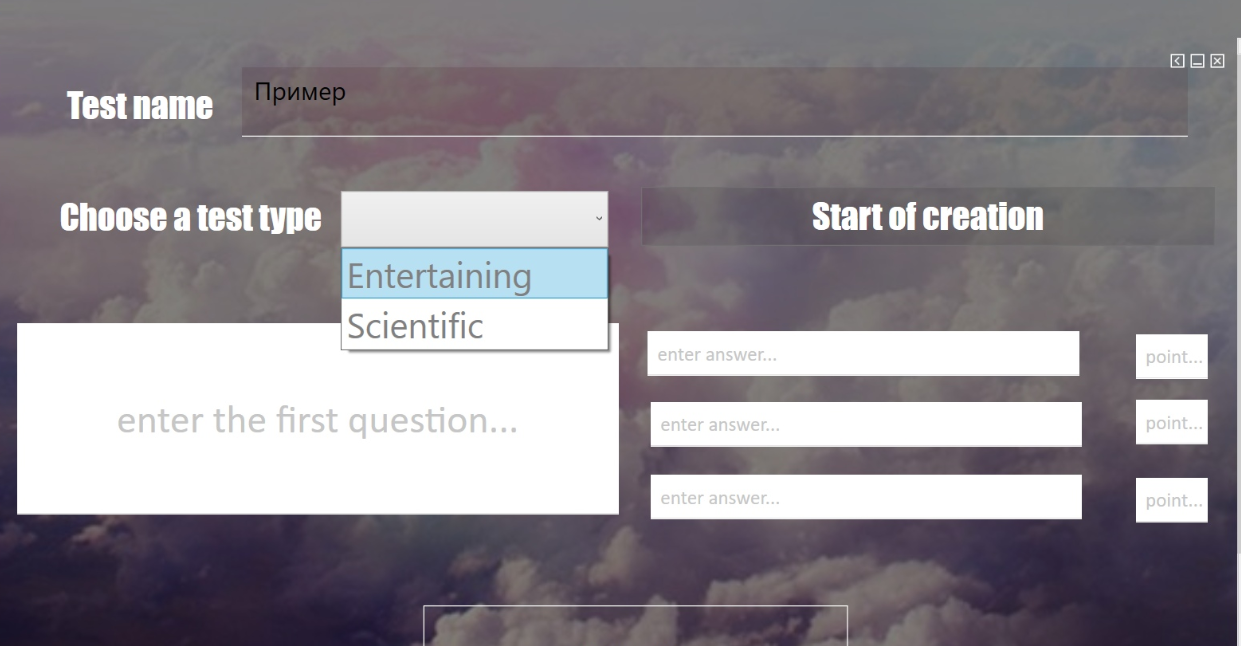 Test name
Пример
Choose a test type
Start of creation
Entertaining
Scientific
enter the first question...
enter answer...
point...
enter answer...
point...
enter answer...
point...